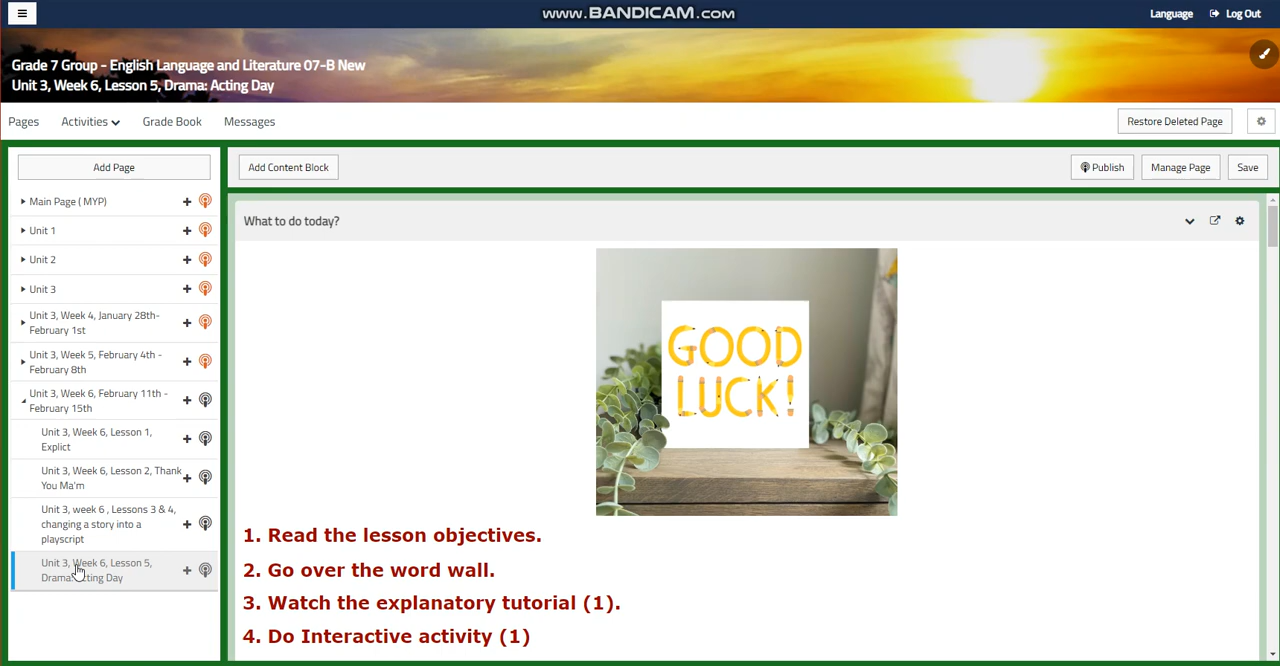 www.BANDICAM.com
Language
Log Out
Grade 7 Group - English Language and Literature 07-B New
Unit 3, Week 6, Lesson 5, Drama: Acting Day
Pages
Activities
Grade Book
Messages
Restore Deleted Page
Add Page
Add Content Block
Publish
Manage Page
Save
Main Page ( MYP)
Unit 1
Unit 2
Unit 3
Unit 3, Week 4, January 28th-
February 1st
Unit 3, Week 5, February 4th -
February 8th
Unit 3, Week 6, February 11th -
February 15th
Unit 3, Week 6, Lesson 1,
Explict
Unit 3, Week 6, Lesson 2, Thank
You Ma'm
Unit 3, week 6 , Lessons 3 & 4,
changing a story into a
playscript
Unit 3, Week 6, Lesson 5,
Drama: Acting Day
What to do today?
GOOD
LUCK!
1. Read the lesson objectives.
2. Go over the word wall.
3. Watch the explanatory tutorial (1).
4. Do Interactive activity (1)